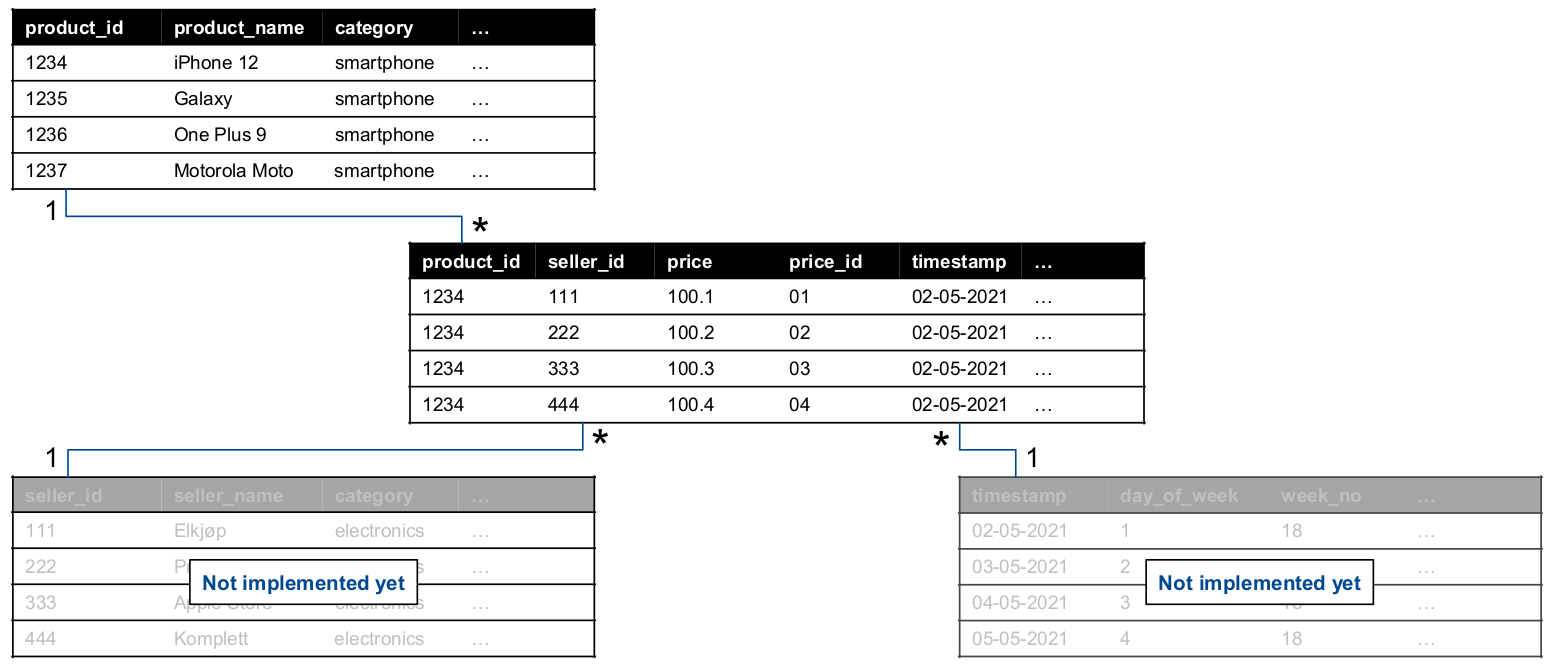 product_id product_name category ...
1234 iPhone 12 smartphone ...
1235 Galaxy smartphone ...
1236 One Plus 9 smartphone ...
1237 Motorola Moto smartphone ...
1
*
product_id seller_id price price_id timestamp ...
1234 111 100.1 01 02-05-2021 ...
1234 222 100.2 02 02-05-2021 ...
1234 333 100.3 03 02-05-2021 ...
1234 444 100.4 04 02-05-2021 ...
* *
1 1
seller_id seller_name category ...
111 Elkjøp electronics ...
222 ...
Not implemented yet
333 Apple Store electronics ...
444 Komplett electronics ...
timestamp day_of_week week_no ...
02-05-2021 1 18 ...
03-05-2021 2 ...
Not implemented yet
04-05-2021 3 18 ...
05-05-2021 4 18 ...